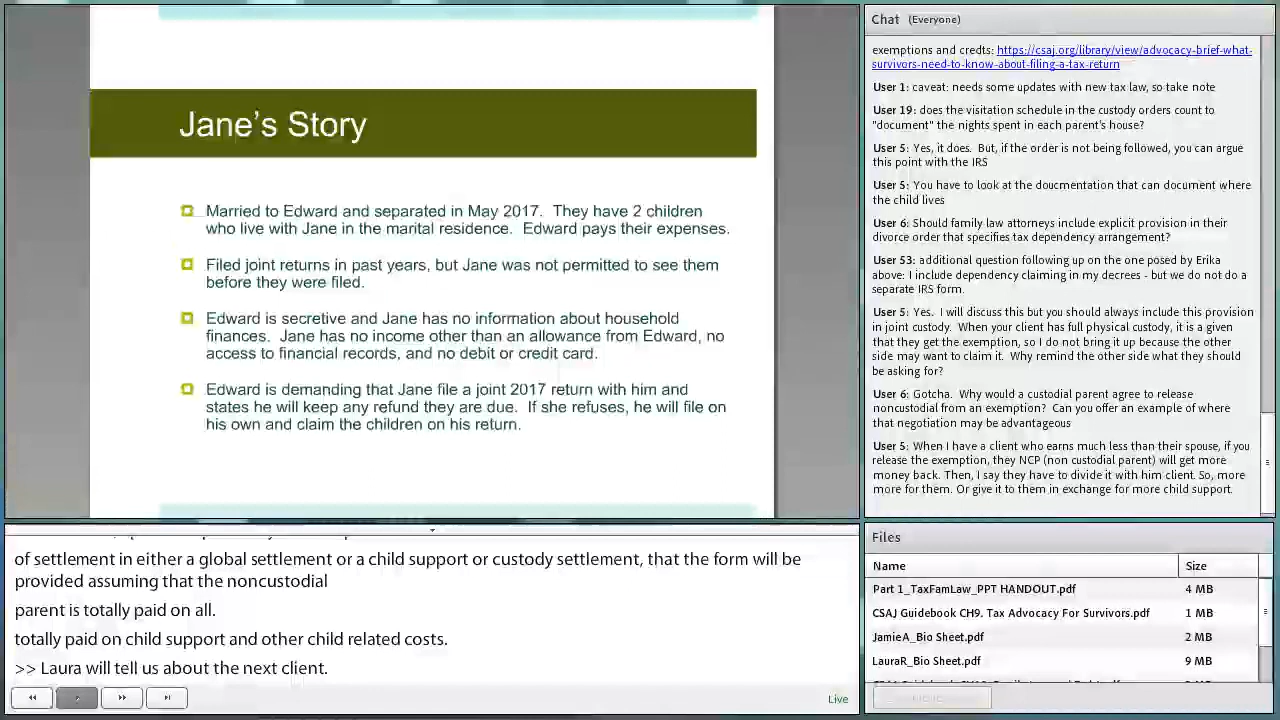 Jane's Story
Married to Edward and separated in May 2017. They have 2 children
who live with Jane in the marital residence. Edward pays their expenses.
Filed joint returns in past years, but Jane was not permitted to see them
before they were filed.
Edward is secretive and Jane has no information about household
finances. Jane has no income other than an allowance from Edward, no
access to financial records, and no debit or credit card.
Edward is demanding that Jane file a joint 2017 return with him and
states he will keep any refund they are due. If she refuses, he will file on
his own and claim the children on his return.
of settlement in either a global settlement or a child support or custody settlement, that the form will be
provided assuming that the noncustodial
parent is totally paid on all.
totally paid on child support and other child related costs.
>> Laura will tell us about the next client.
Live
Chat (Everyone)
exemptions and credts: https://csaj.org/library/view/advocacy-brief-what-
survivors-need-to-know-about-filing-a-tax-return
User 1: caveat: needs some updates with new tax law, so take note
User 19: does the visitation schedule in the custody orders count to
"document" the nights spent in each parent's house?
User 5: Yes, it does. But, if the order is not being followed, you can argue
this point with the IRS
User 5: You have to look at the doucmentation that can document where
the child lives
User 6: Should family law attorneys include explicit provision in their
divorce order that specifies tax dependency arrangement?
User 53: additional question following up on the one posed by Erika
above: I include dependency claiming in my decrees - but we do not do a
separate IRS form.
User 5: Yes. I will discuss this but you should always include this provision
in joint custody. When your client has full physical custody, it is a given
that they get the exemption, so I do not bring it up because the other
side may want to claim it. Why remind the other side what they should
be asking for?
User 6: Gotcha. Why would a custodial parent agree to release
noncustodial from an exemption? Can you offer an example of where
that negotiation may be advantageous
User 5: When I have a client who earns much less than their spouse, if you
release the exemption, they NCP (non custodial parent) will get more
money back. Then, I say they have to divide it with him client. So, more
more for them. Or give it to them in exchange for more child support.
Files
Name Size
Part 1_TaxFamLaw_PPT HANDOUT.pdf 4 MB
CSAJ Guidebook CH9. Tax Advocacy For Survivors.pdf 1 MB
JamieA_Bio Sheet.pdf 2 MB
LauraR_Bio Sheet.pdf 9 MB